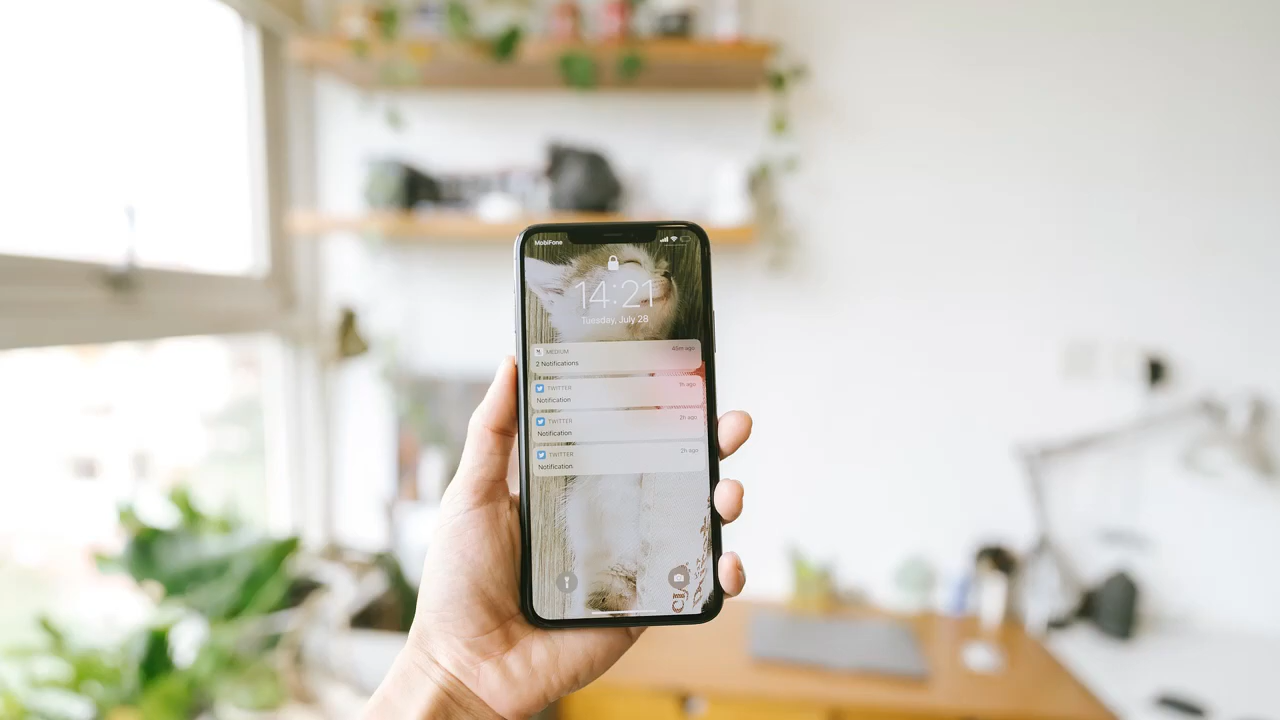 MobiFone
14:21
Tuesday, July 28
MEDIUM 45m ago
2 Notifications
TWITTER 1h ago
Notification
TWITTER 2h ago
Notification
TWITTER 2h ago
Notification